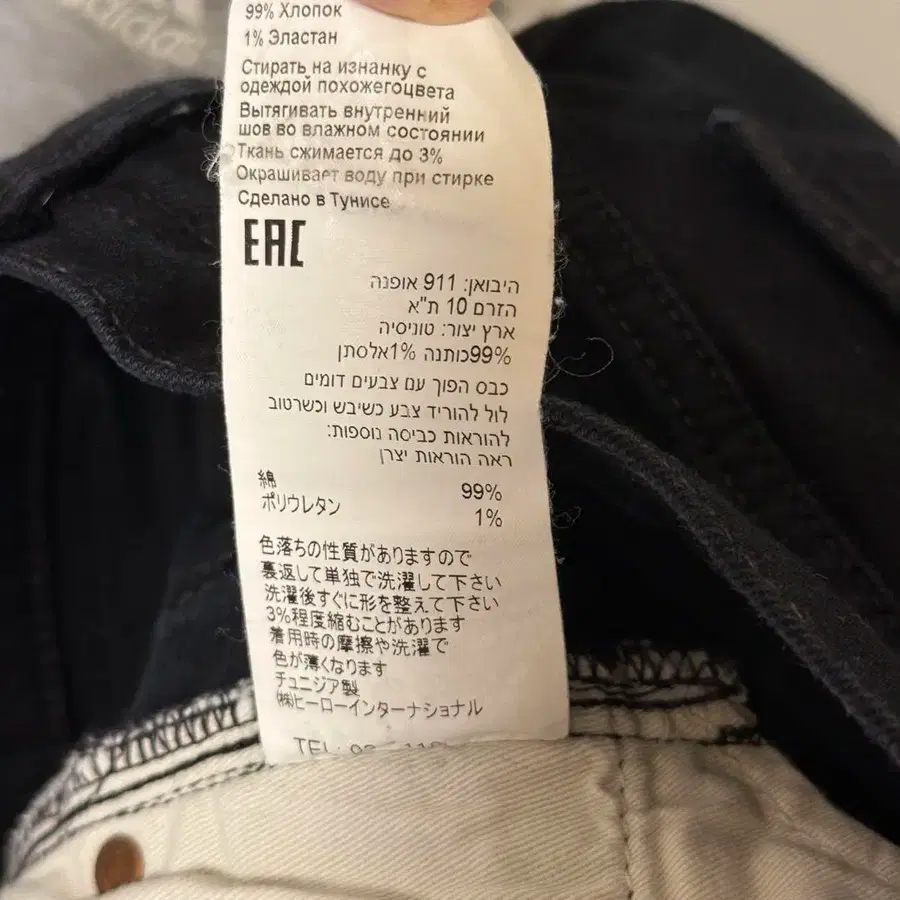 adidas
99% Хлопок
1% Эластан
Стирать на изнанку с
одеждой похожегоцвета
Вытягивать внутренний
шов во влажном состоянии
Ткань сжимается до 3%
Окрашивает воду при стирке
Сделано в Тунисе
EAC
היבואן: 911 אופנה
הזרם 10 ת"א
ארץ יצור: טוניסיה
99%כותנה 1%אלסתן
כבס הפוך עם צבעים דומים
לול להוריד צבע כשיבש וכשרטוב
להוראות כביסה נוספות:
ראה הוראות יצרן
綿 99%
ポリウレタン 1%
色落ちの性質がありますので
裏返して単独で洗濯して下さい
洗濯後すぐに形を整えて下さい
3%程度縮むことがあります
着用時の摩擦や洗濯で
色が薄くなります
チュニジア製
㈱ヒーローインターナショナル
TEL: